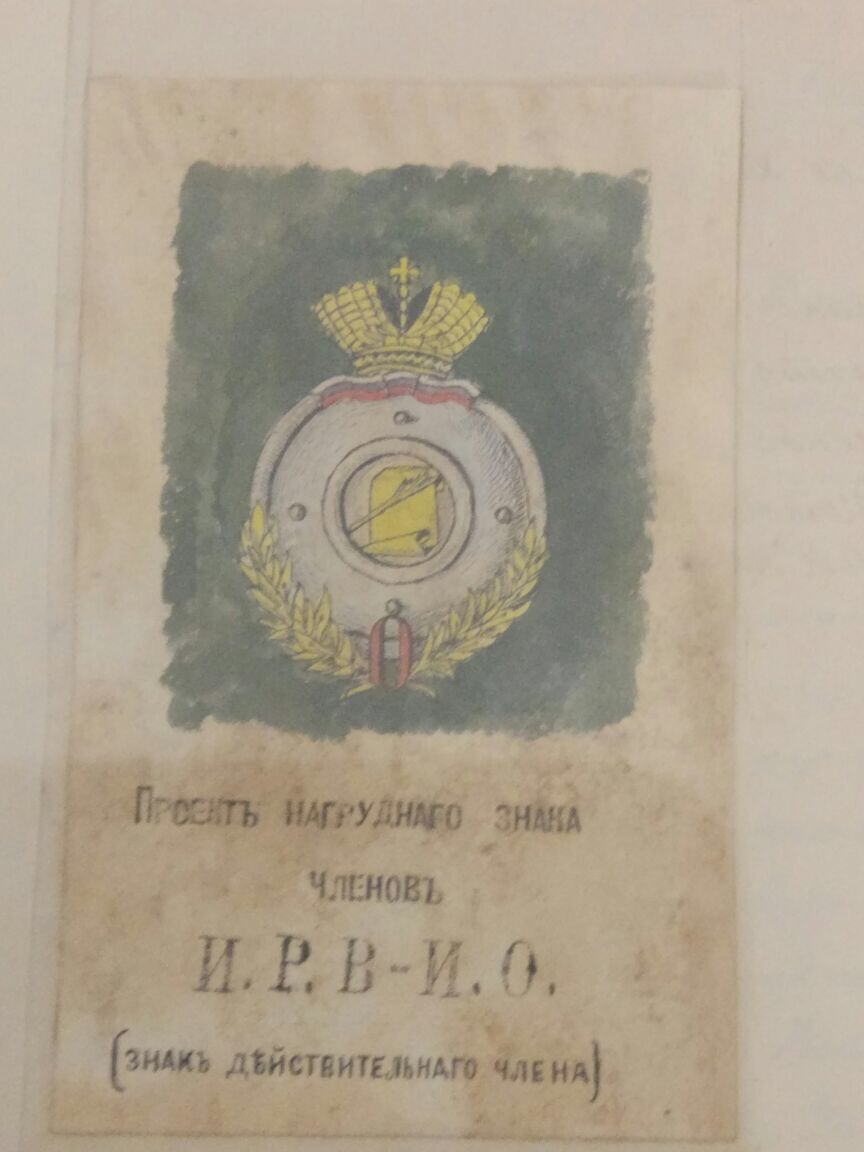 Проектъ нагруднаго знака
членовъ
И. Р. В-И. О.
(знакъ дѣйствительнаго члена)